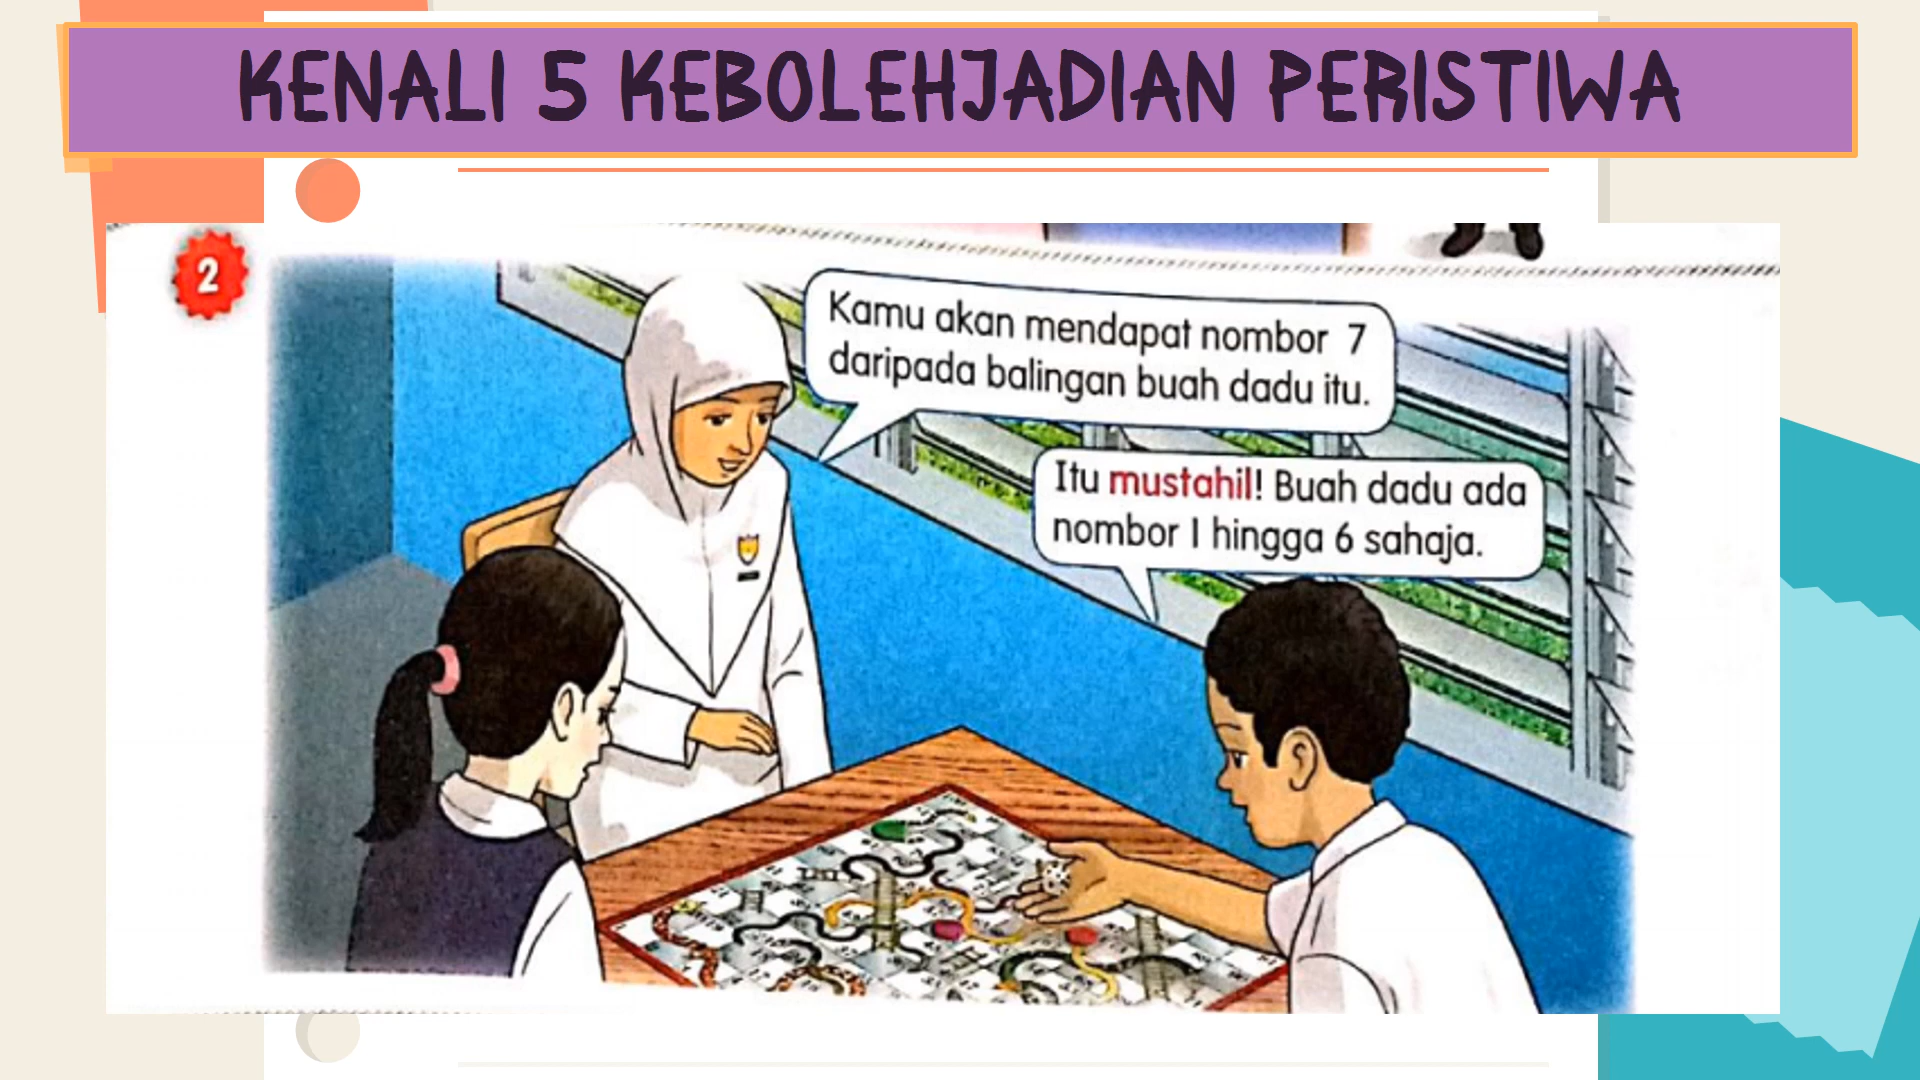 KENALI 5 KEBOLEHJADIAN PERISTIWA
2
Kamu akan mendapat nombor 7
daripada balingan buah dadu itu.
Itu mustahil! Buah dadu ada
nombor 1 hingga 6 sahaja.